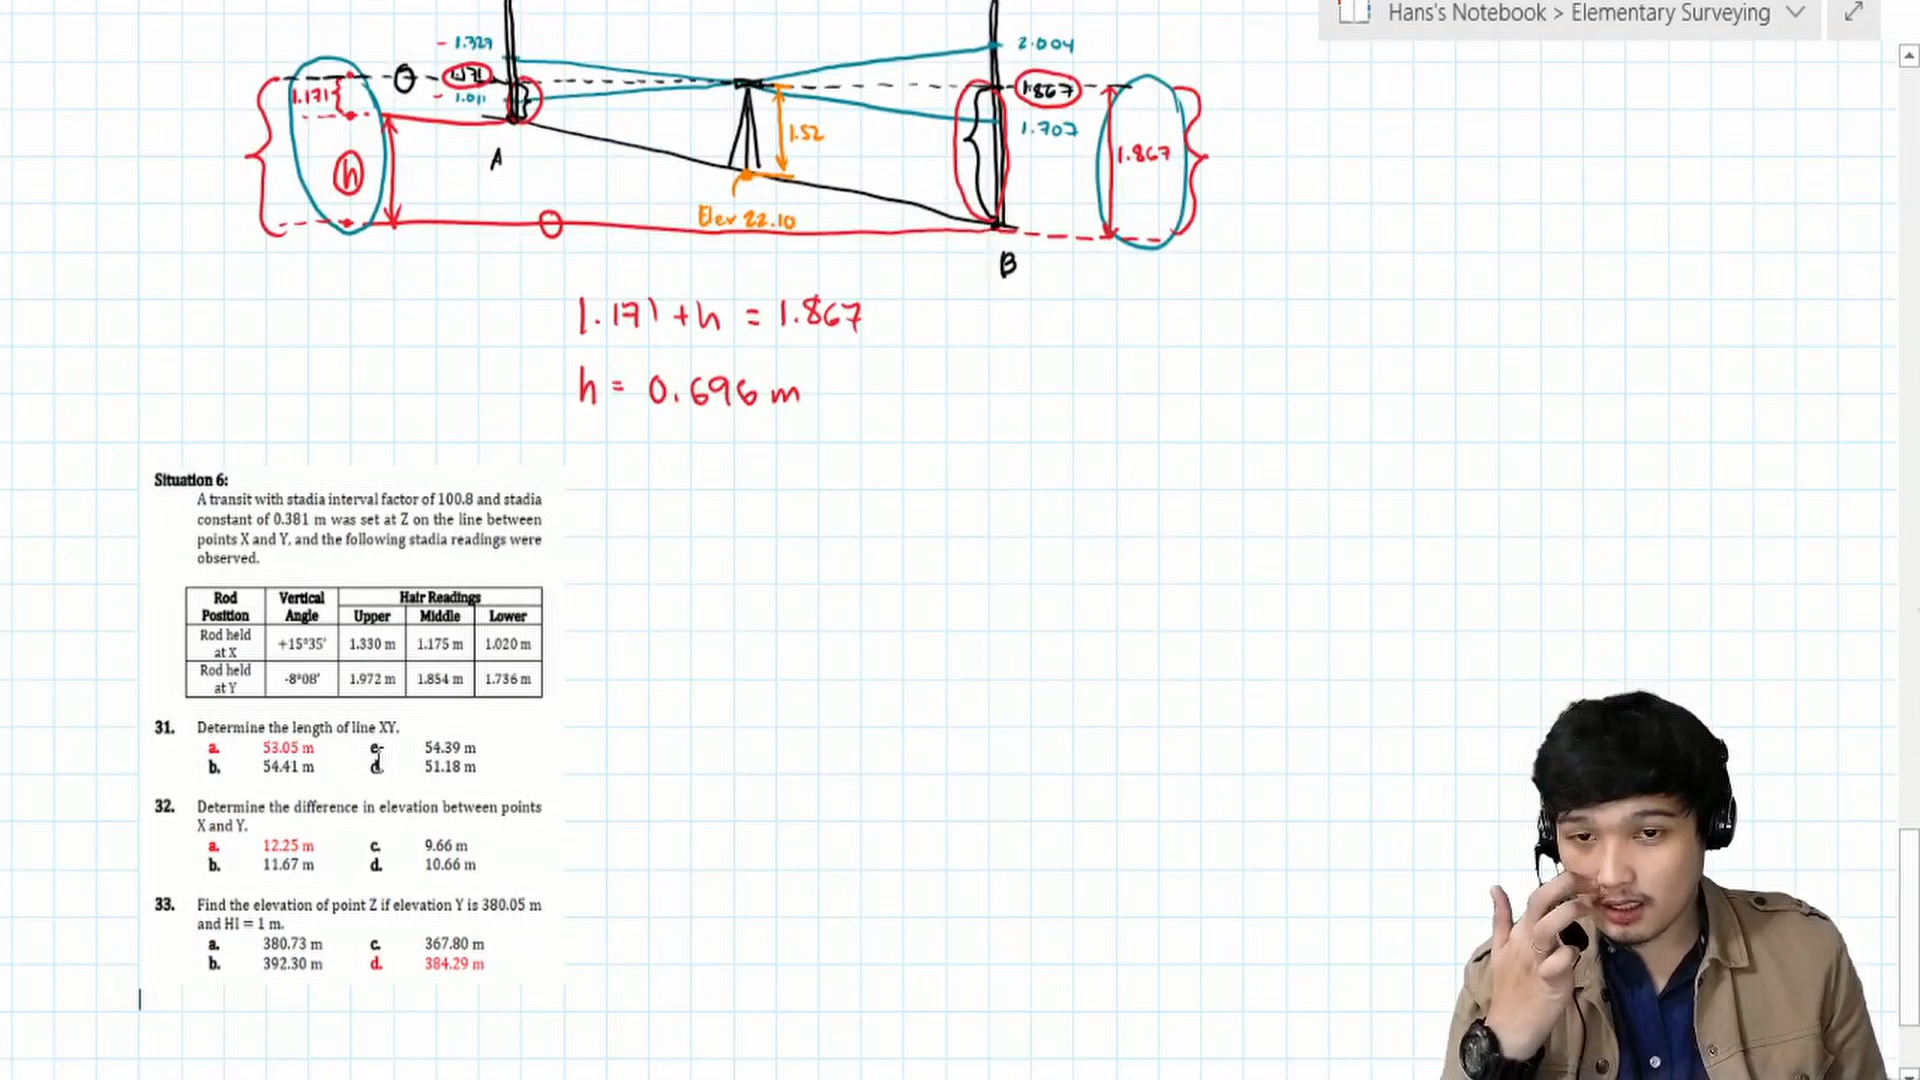 Hans's Notebook > Elementary Surveying
- 1.329
2.004
1.171
1.171
1.867
- 1.011
1.707
1.52
1.867
h
A
Elev 22.10
B
1.171 + h = 1.867
h = 0.696 m
Situation 6:
A transit with stadia interval factor of 100.8 and stadia
constant of 0.381 m was set at Z on the line between
points X and Y, and the following stadia readings were
observed.
Rod Position Vertical Angle Hair Readings
Upper Middle Lower
Rod held at X +15°35' 1.330 m 1.175 m 1.020 m
Rod held at Y -8°08' 1.972 m 1.854 m 1.736 m
31. Determine the length of line XY.
a. 53.05 m c. 54.39 m
b. 54.41 m d. 51.18 m
32. Determine the difference in elevation between points
X and Y.
a. 12.25 m c. 9.66 m
b. 11.67 m d. 10.66 m
33. Find the elevation of point Z if elevation Y is 380.05 m
and HI = 1 m.
a. 380.73 m c. 367.80 m
b. 392.30 m d. 384.29 m